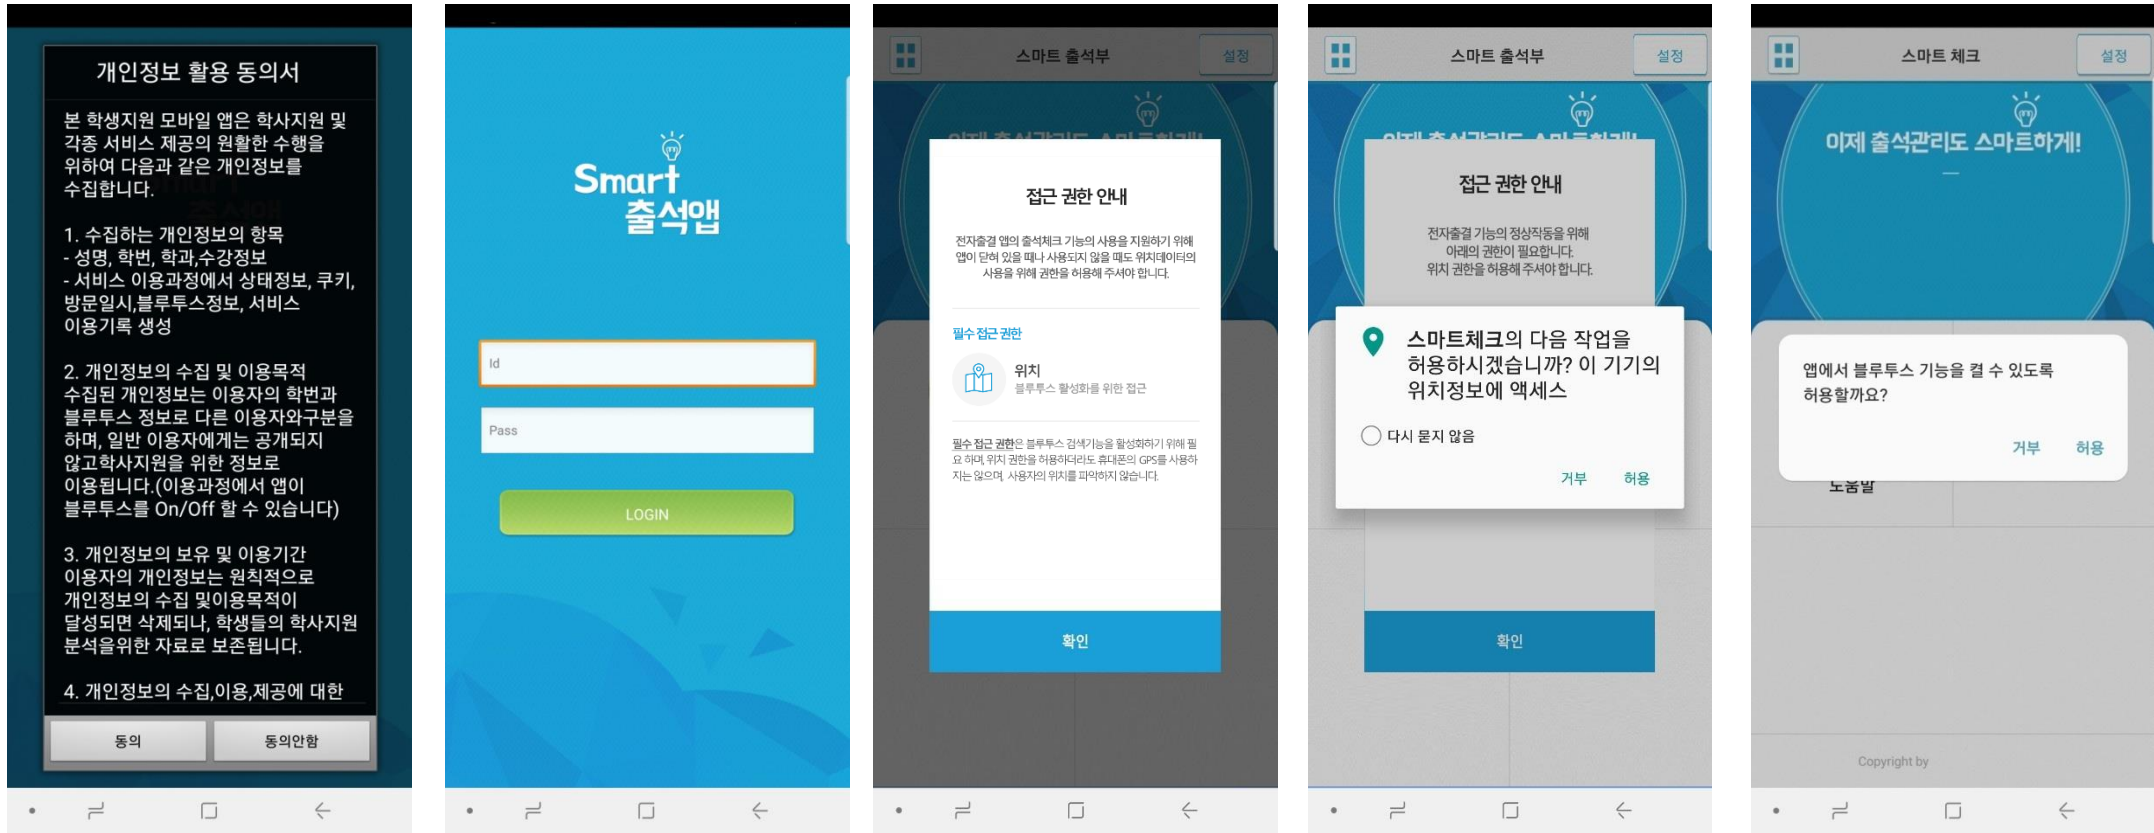 개인정보 활용 동의서
본 학생지원 모바일 앱은 학사지원 및
각종 서비스 제공의 원활한 수행을
위하여 다음과 같은 개인정보를
수집합니다.
1. 수집하는 개인정보의 항목
- 성명, 학번, 학과,수강정보
- 서비스 이용과정에서 상태정보, 쿠키,
방문일시,블루투스정보, 서비스
이용기록 생성
2. 개인정보의 수집 및 이용목적
수집된 개인정보는 이용자의 학번과
블루투스 정보로 다른 이용자와구분을
하며, 일반 이용자에게는 공개되지
않고학사지원을 위한 정보로
이용됩니다.(이용과정에서 앱이
블루투스를 On/Off 할 수 있습니다)
3. 개인정보의 보유 및 이용기간
이용자의 개인정보는 원칙적으로
개인정보의 수집 및이용목적이
달성되면 삭제되나, 학생들의 학사지원
분석을위한 자료로 보존됩니다.
4. 개인정보의 수집,이용,제공에 대한
동의
동의안함
Smart
출석앱
Id
Pass
LOGIN
스마트 출석부
설정
이제 출석관리도 스마트하게!
접근 권한 안내
전자출결 앱의 출석체크 기능의 사용을 지원하기 위해
앱이 닫혀 있을 때나 사용되지 않을 때도 위치데이터의
사용을 위해 권한을 허용해 주셔야 합니다.
필수 접근 권한
위치
블루투스 활성화를 위한 접근
필수 접근 권한은 블루투스 검색기능을 활성화하기 위해 필
요 하며, 위치 권한을 허용하더라도 휴대폰의 GPS를 사용하
지는 않으며, 사용자의 위치를 파악하지 않습니다.
확인
스마트 출석부
설정
이제 출석관리도 스마트하게!
접근 권한 안내
전자출결 기능의 정상작동을 위해
아래의 권한이 필요합니다.
위치 권한을 허용해 주셔야 합니다.
스마트체크의 다음 작업을
허용하시겠습니까? 이 기기의
위치정보에 액세스
다시 묻지 않음
거부
허용
확인
스마트 체크
설정
이제 출석관리도 스마트하게!
앱에서 블루투스 기능을 켤 수 있도록
허용할까요?
거부
허용
도움말
Copyright by